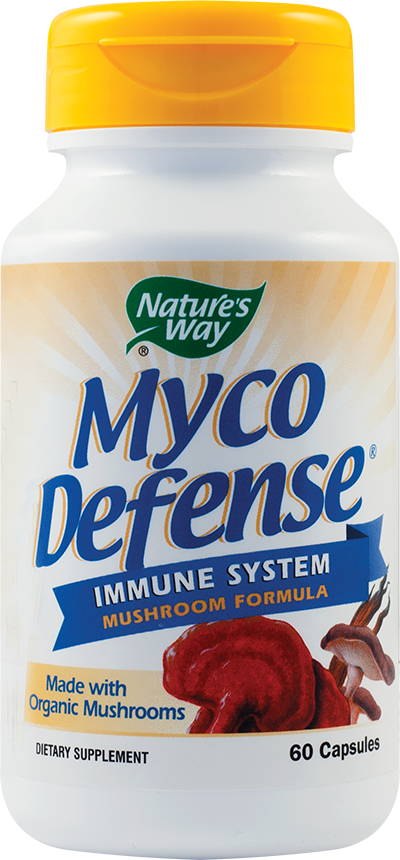 Nature's
Way
®
Myco
Defense®
IMMUNE SYSTEM
MUSHROOM FORMULA
Made with
Organic Mushrooms
DIETARY SUPPLEMENT
60 Capsules